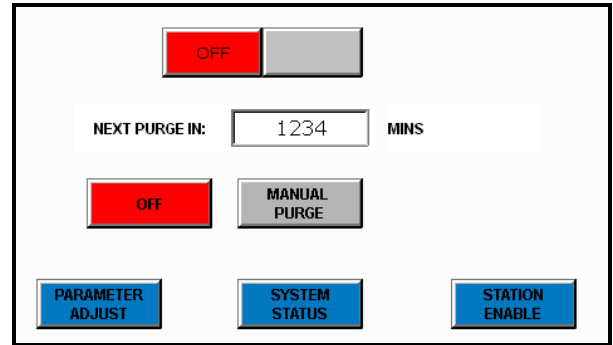 OFF
NEXT PURGE IN: 1234 MINS
OFF
MANUAL
PURGE
PARAMETER
ADJUST
SYSTEM
STATUS
STATION
ENABLE